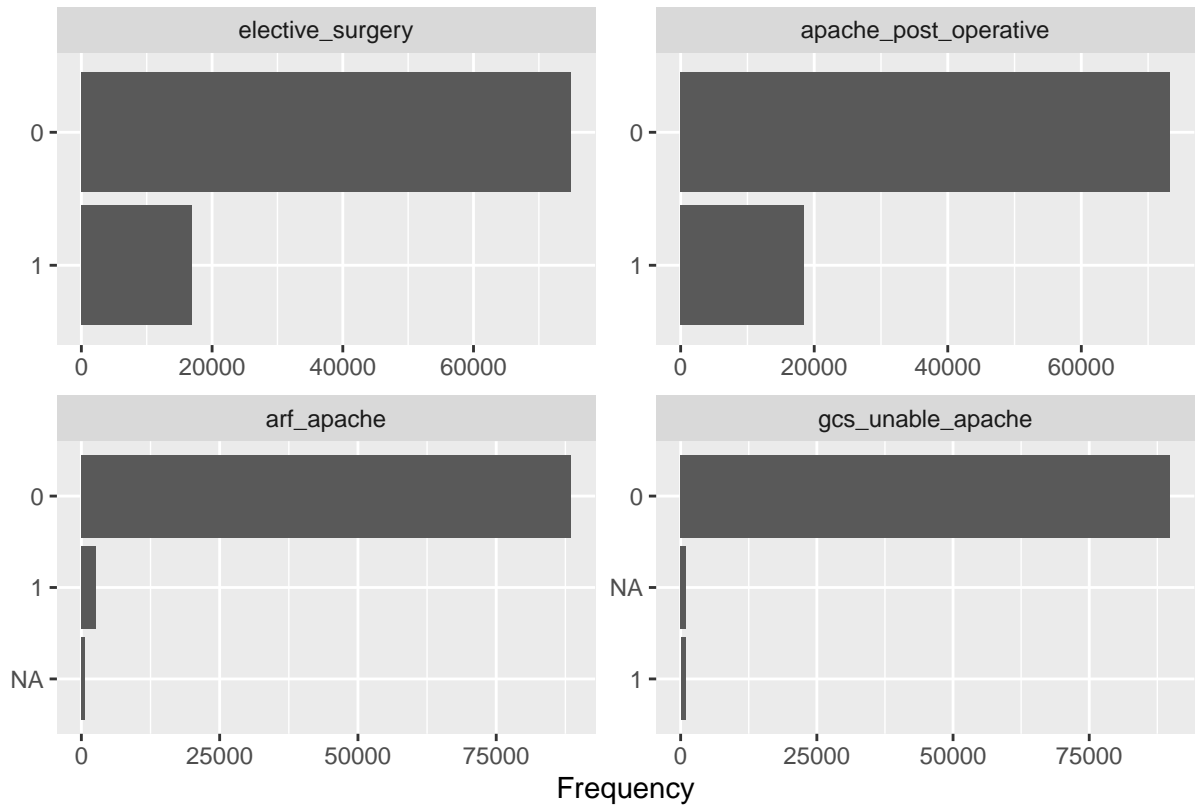 elective_surgery apache_post_operative
0 0
1 1
0 20000 40000 60000 0 20000 40000 60000
arf_apache gcs_unable_apache
0 0
1 NA
NA 1
0 25000 50000 75000 0 25000 50000 75000
Frequency